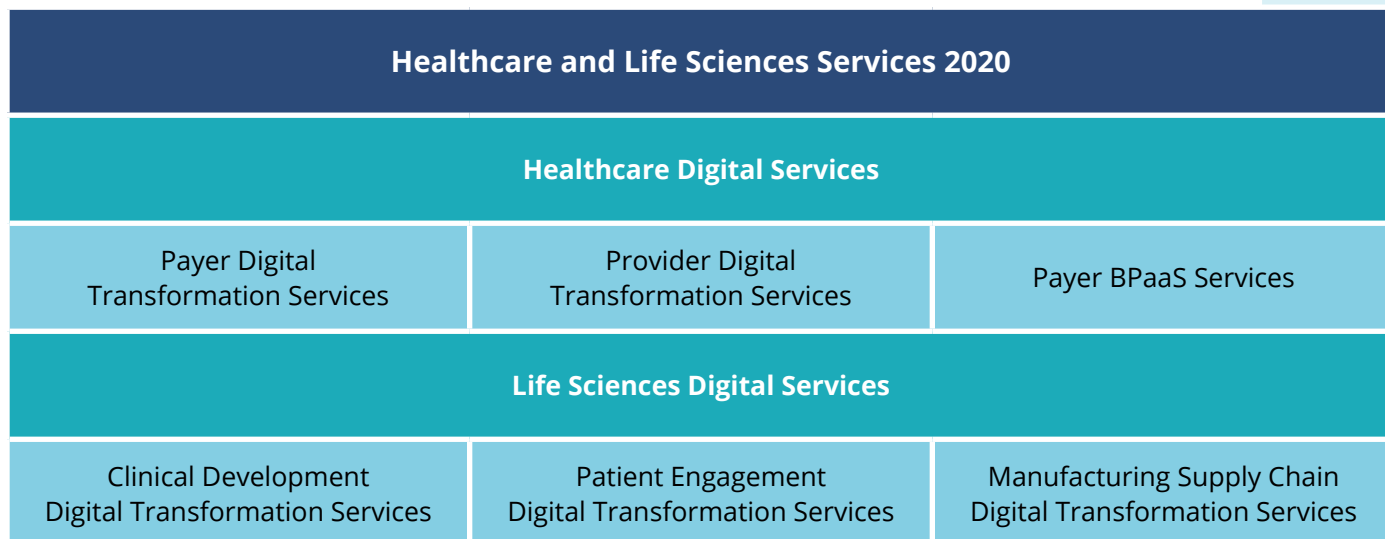 Healthcare and Life Sciences Services 2020
Healthcare Digital Services
Payer Digital
Transformation Services
Provider Digital
Transformation Services
Payer BPaaS Services
Life Sciences Digital Services
Clinical Development
Digital Transformation Services
Patient Engagement
Digital Transformation Services
Manufacturing Supply Chain
Digital Transformation Services